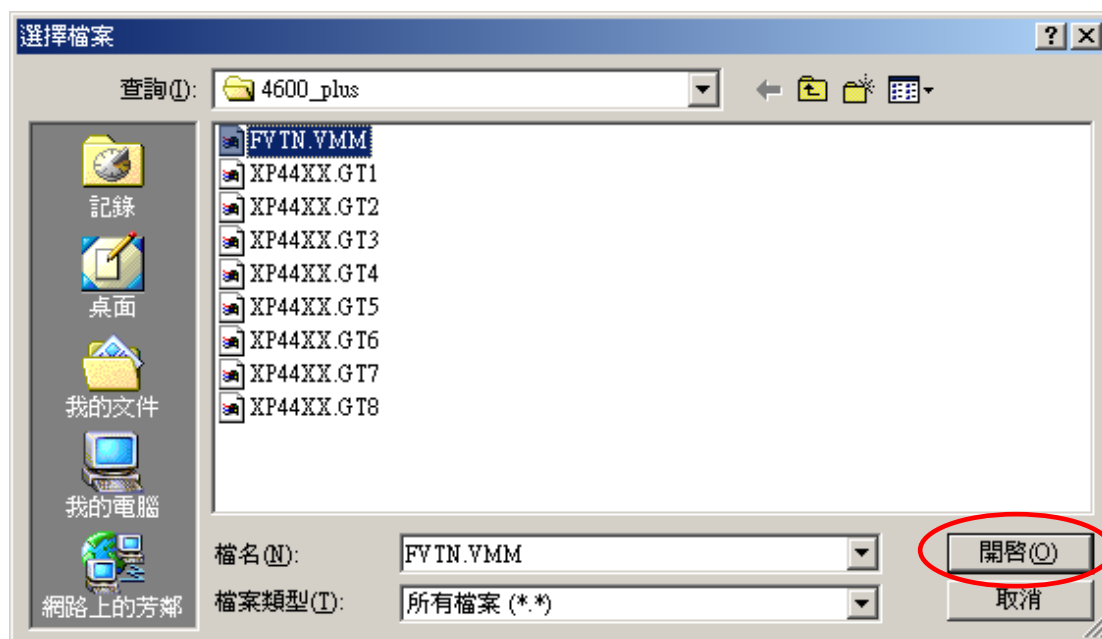 選擇檔案
查詢(I): 4600_plus
FVTN.VMM
XP44XX.GT1
XP44XX.GT2
XP44XX.GT3
XP44XX.GT4
XP44XX.GT5
XP44XX.GT6
XP44XX.GT7
XP44XX.GT8
記錄
桌面
我的文件
我的電腦
網路上的芳鄰
檔名(N): FVTN.VMM 開啓(O)
檔案類型(T): 所有檔案 (*.*) 取消